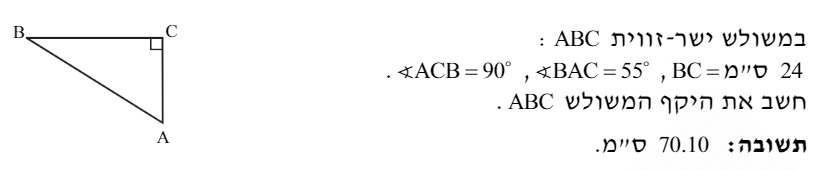 במשולש ישר-זווית ABC :
24 ס"מ = BC , ∢BAC = 55° , ∢ACB = 90° .
חשב את היקף המשולש ABC .
תשובה: 70.10 ס"מ.
B
C
A